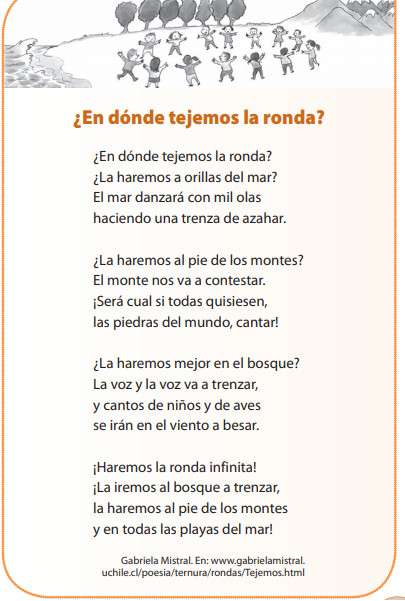 ¿En dónde tejemos la ronda?
¿En dónde tejemos la ronda?
¿La haremos a orillas del mar?
El mar danzará con mil olas
haciendo una trenza de azahar.
¿La haremos al pie de los montes?
El monte nos va a contestar.
¡Será cual si todas quisiesen,
las piedras del mundo, cantar!
¿La haremos mejor en el bosque?
La voz y la voz va a trenzar,
y cantos de niños y de aves
se irán en el viento a besar.
¡Haremos la ronda infinita!
¡La iremos al bosque a trenzar,
la haremos al pie de los montes
y en todas las playas del mar!
Gabriela Mistral. En: www.gabrielamistral.
uchile.cl/poesia/ternura/rondas/Tejemos.html